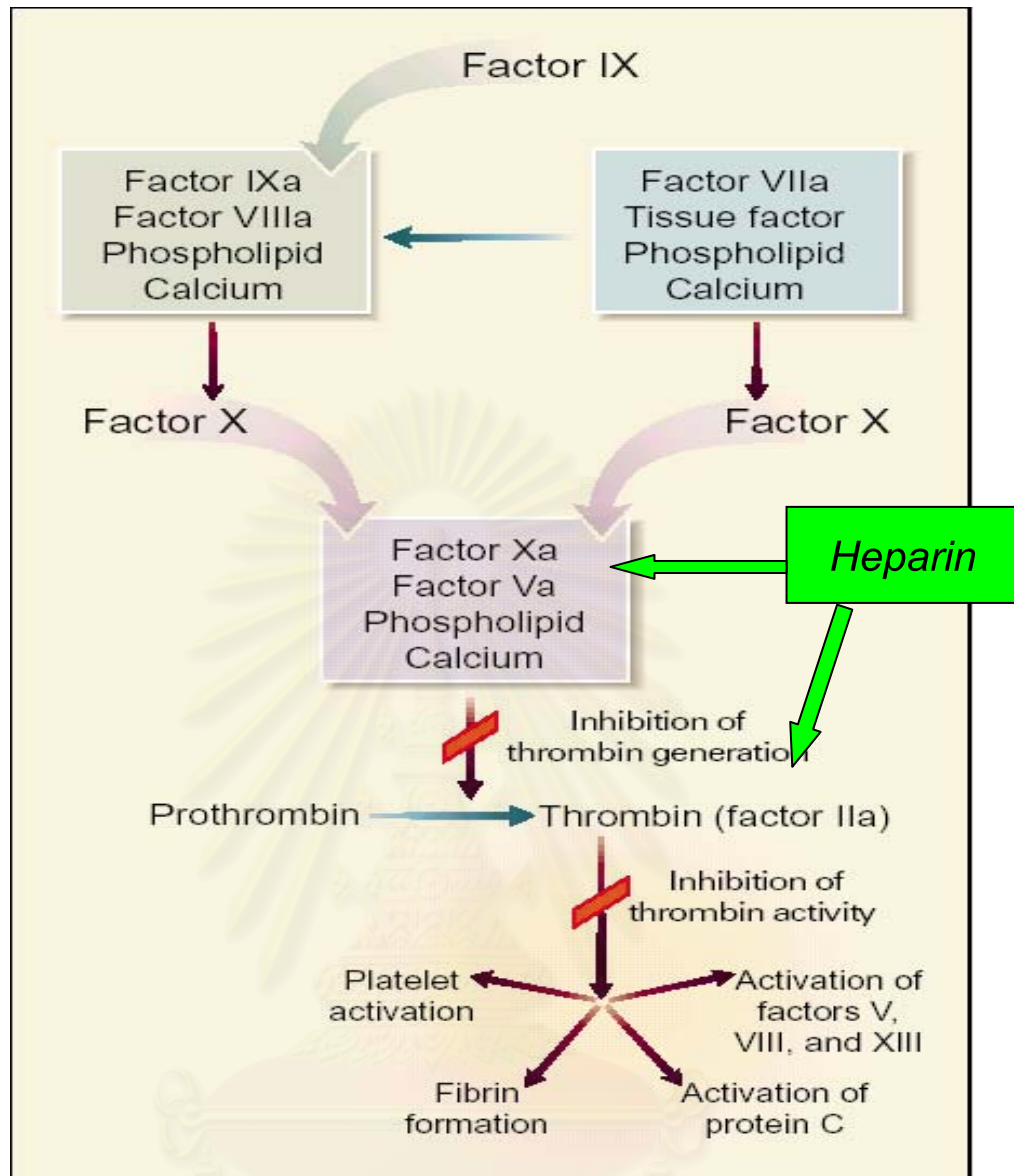 Factor IX
Factor IXa
Factor VIIIa
Phospholipid
Calcium
Factor VIIa
Tissue factor
Phospholipid
Calcium
Factor X
Factor X
Factor Xa
Factor Va
Phospholipid
Calcium
Heparin
Inhibition of
thrombin generation
Prothrombin
Thrombin (factor IIa)
Inhibition of
thrombin activity
Platelet
activation
Activation of
factors V,
VIII, and XIII
Fibrin
formation
Activation of
protein C